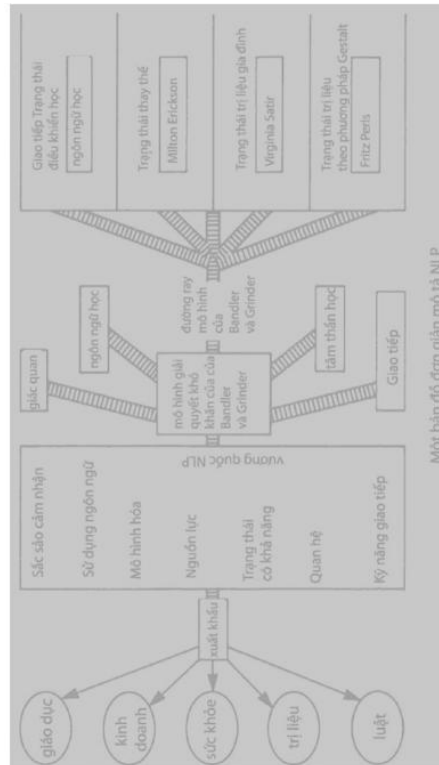 Giao tiếp Trạng thái
điều khiển học
ngôn ngữ học
Trạng thái thay thế
Milton Erickson
Trạng thái trị liệu gia đình
Virginia Satir
Trạng thái trị liệu
theo phương pháp Gestalt
Fritz Peris
đường ray
mô hình
của
Bandler
và Grinder
giác quan
ngôn ngữ học
tâm thần học
Giao tiếp
mô hình giải
quyết khó
khăn của của
Bandler
và Grinder
vương quốc NLP
Sắc sảo cảm nhận
Sử dụng ngôn ngữ
Mô hình hóa
Nguồn lực
Trạng thái
có khả năng
Quan hệ
Kỹ năng giao tiếp
xuất khẩu
giáo dục
kinh
doanh
sức khỏe
trị liệu
luật
Một bản đồ đơn giản mô tả NLP